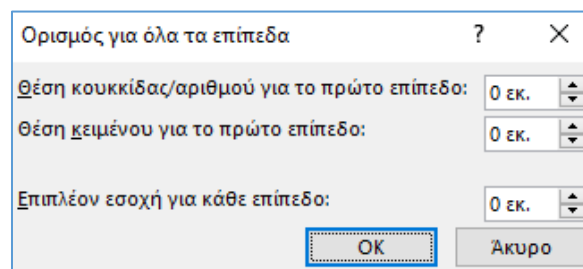 Ορισμός για όλα τα επίπεδα ?
Θέση κουκκίδας/αριθμού για το πρώτο επίπεδο: 0 εκ.
Θέση κειμένου για το πρώτο επίπεδο: 0 εκ.
Επιπλέον εσοχή για κάθε επίπεδο: 0 εκ.
OK Άκυρο